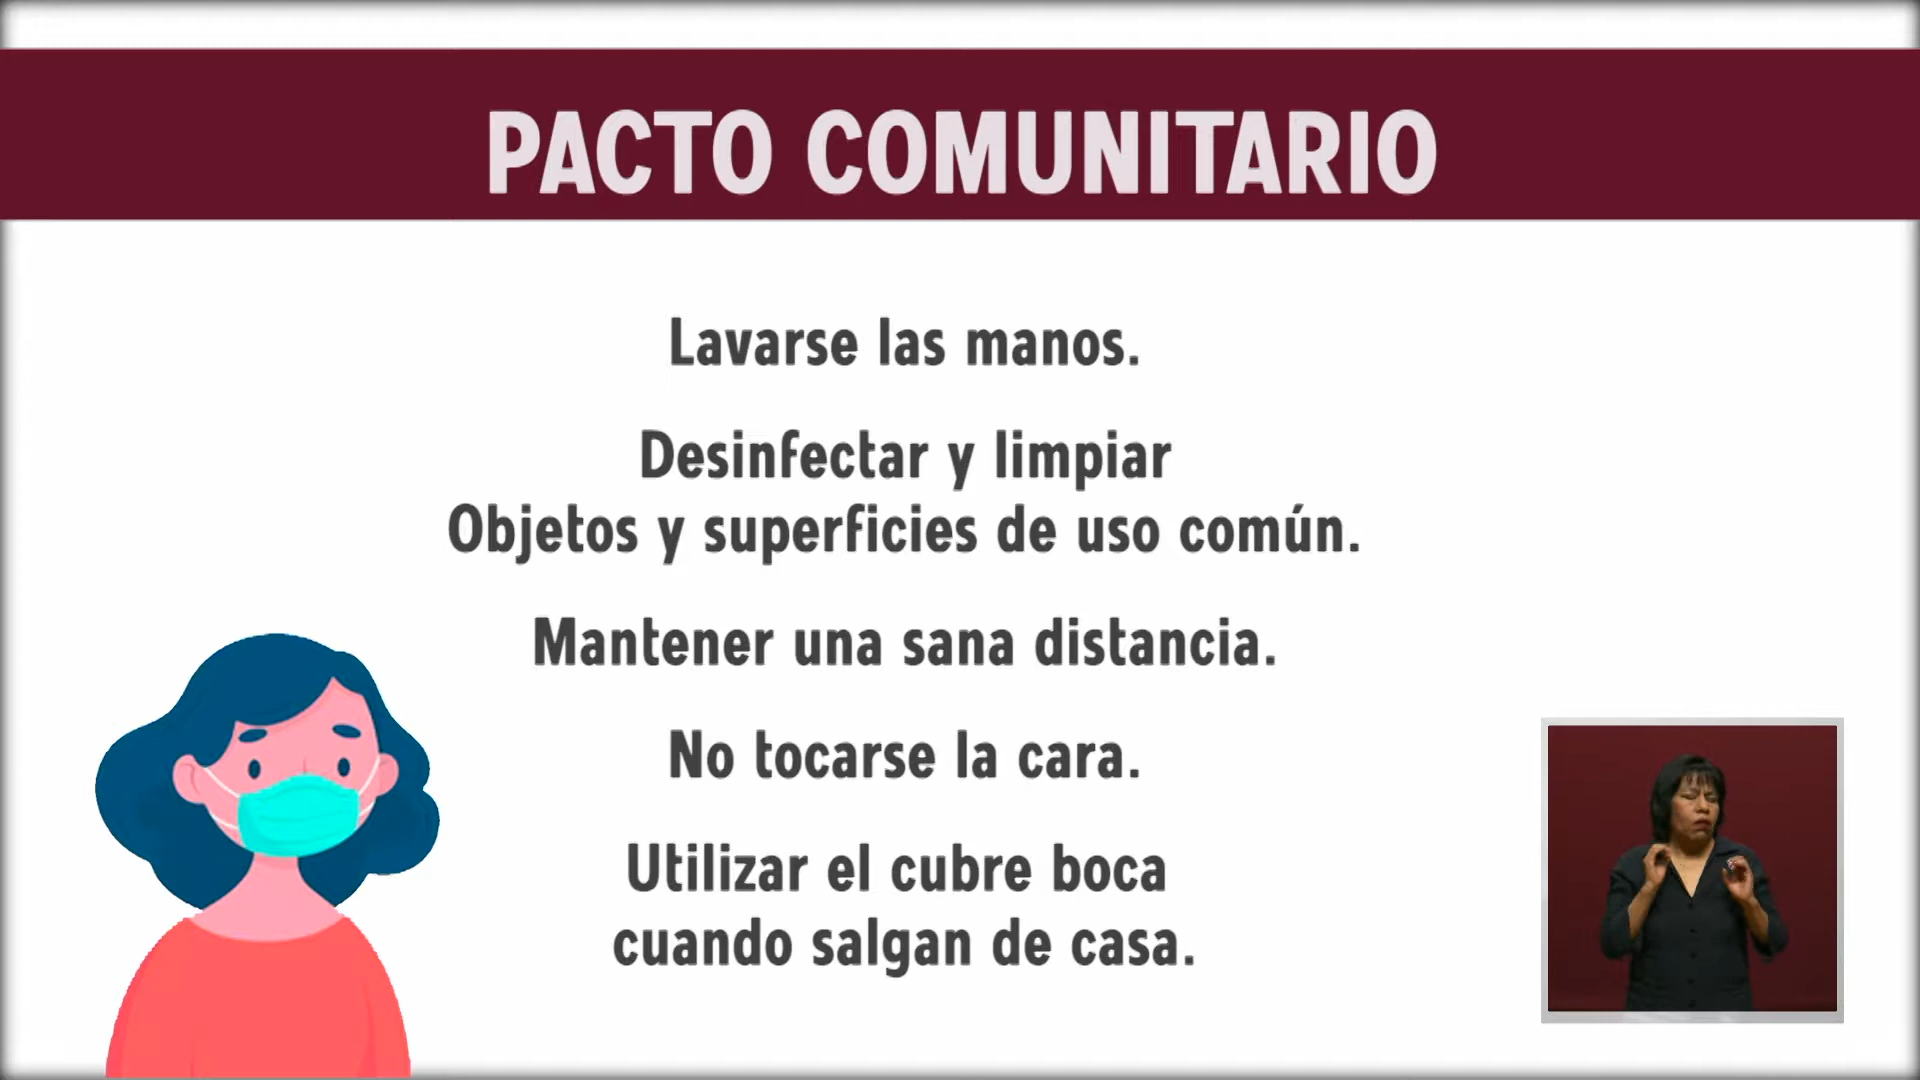 PACTO COMUNITARIO
Lavarse las manos.
Desinfectar y limpiar
Objetos y superficies de uso común.
Mantener una sana distancia.
No tocarse la cara.
Utilizar el cubre boca
cuando salgan de casa.